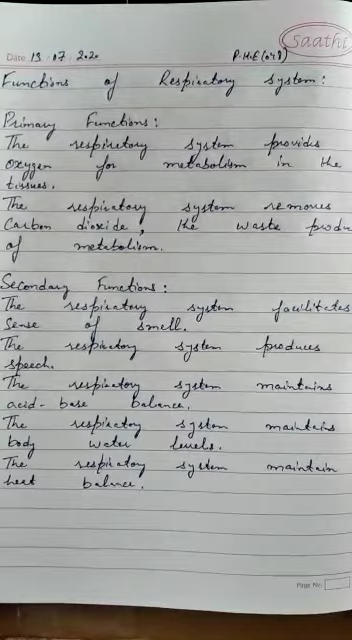 Saathi
Date 13 / 07 / 2020
P.H.E (048)
Functions of Respiratory system:
Primary Functions:
The respiratory system provides
oxygen for metabolism in the
tissues.
The respiratory system removes
Carbon dioxide, the waste produ
of metabolism.
Secondary Functions:
The respiratory system facilitates
sense of smell.
The respiratory system produces
speech.
The respiratory system maintains
acid-base balance.
The respiratory system maintains
body water levels.
The respiratory system maintain
heat balance.
Page No.